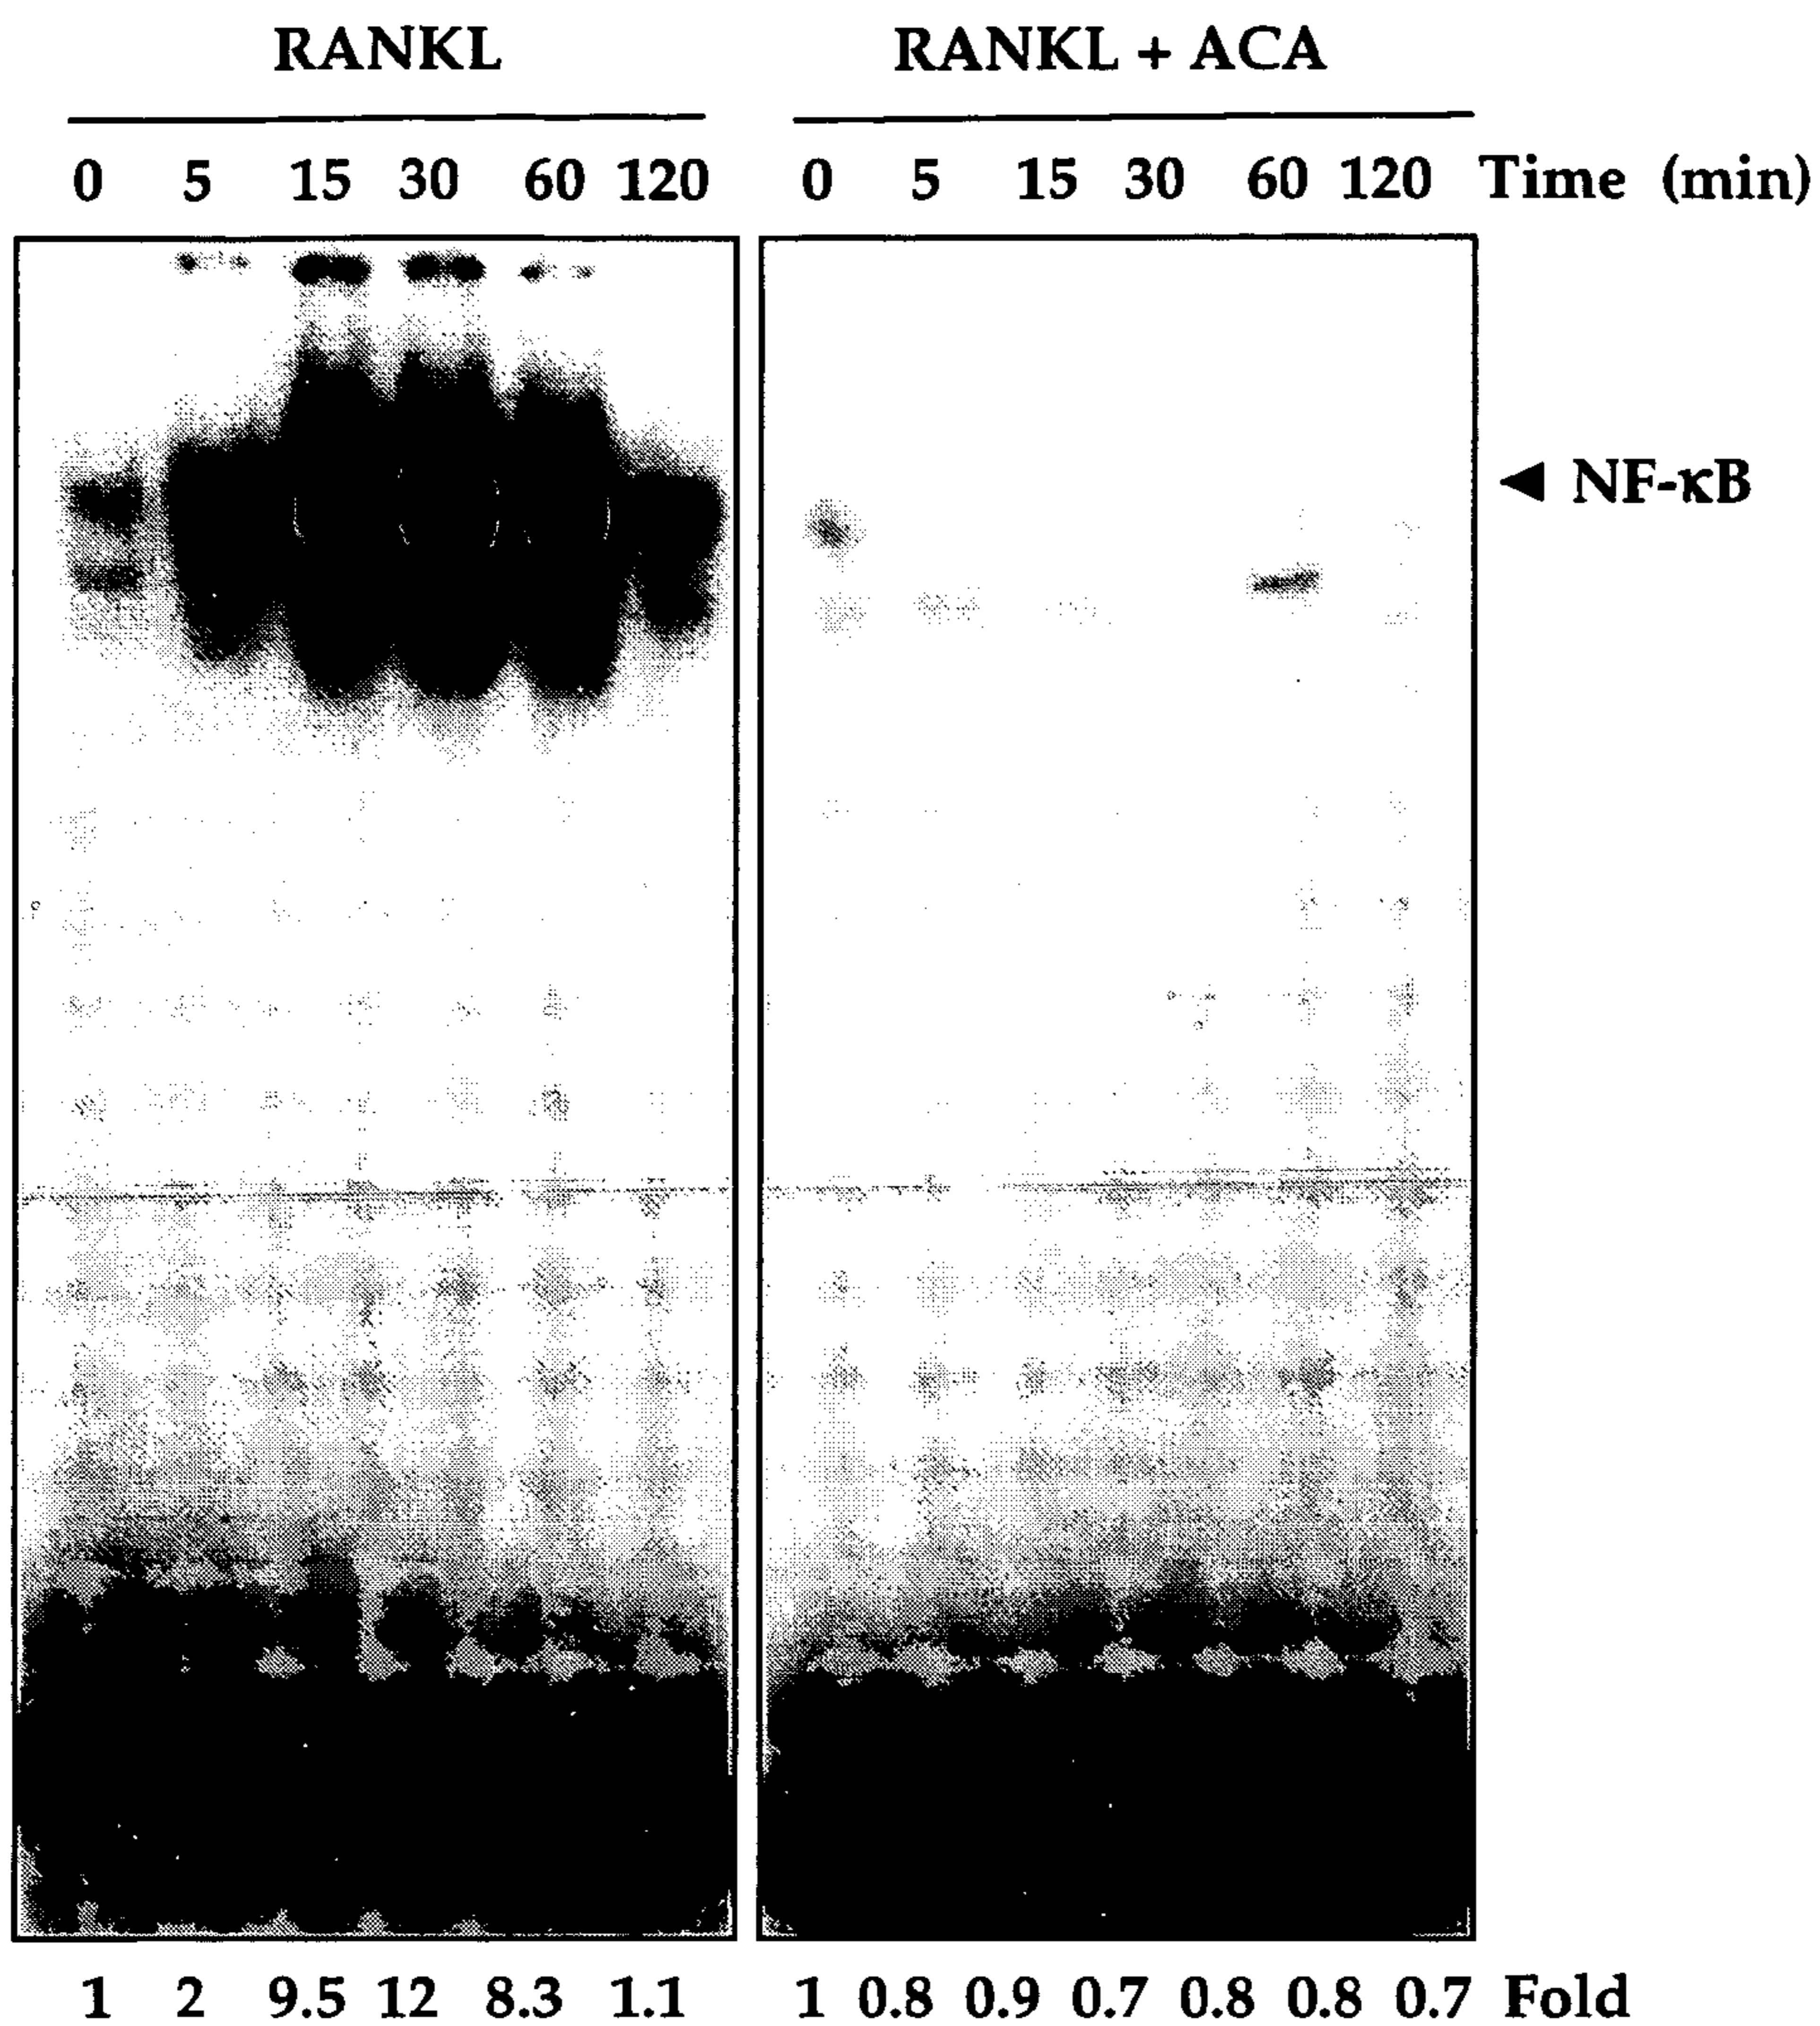 RANKL RANKL + ACA
0 5 15 30 60 120 0 5 15 30 60 120 Time (min)
NF-κB
1 2 9.5 12 8.3 1.1 1 0.8 0.9 0.7 0.8 0.8 0.7 Fold